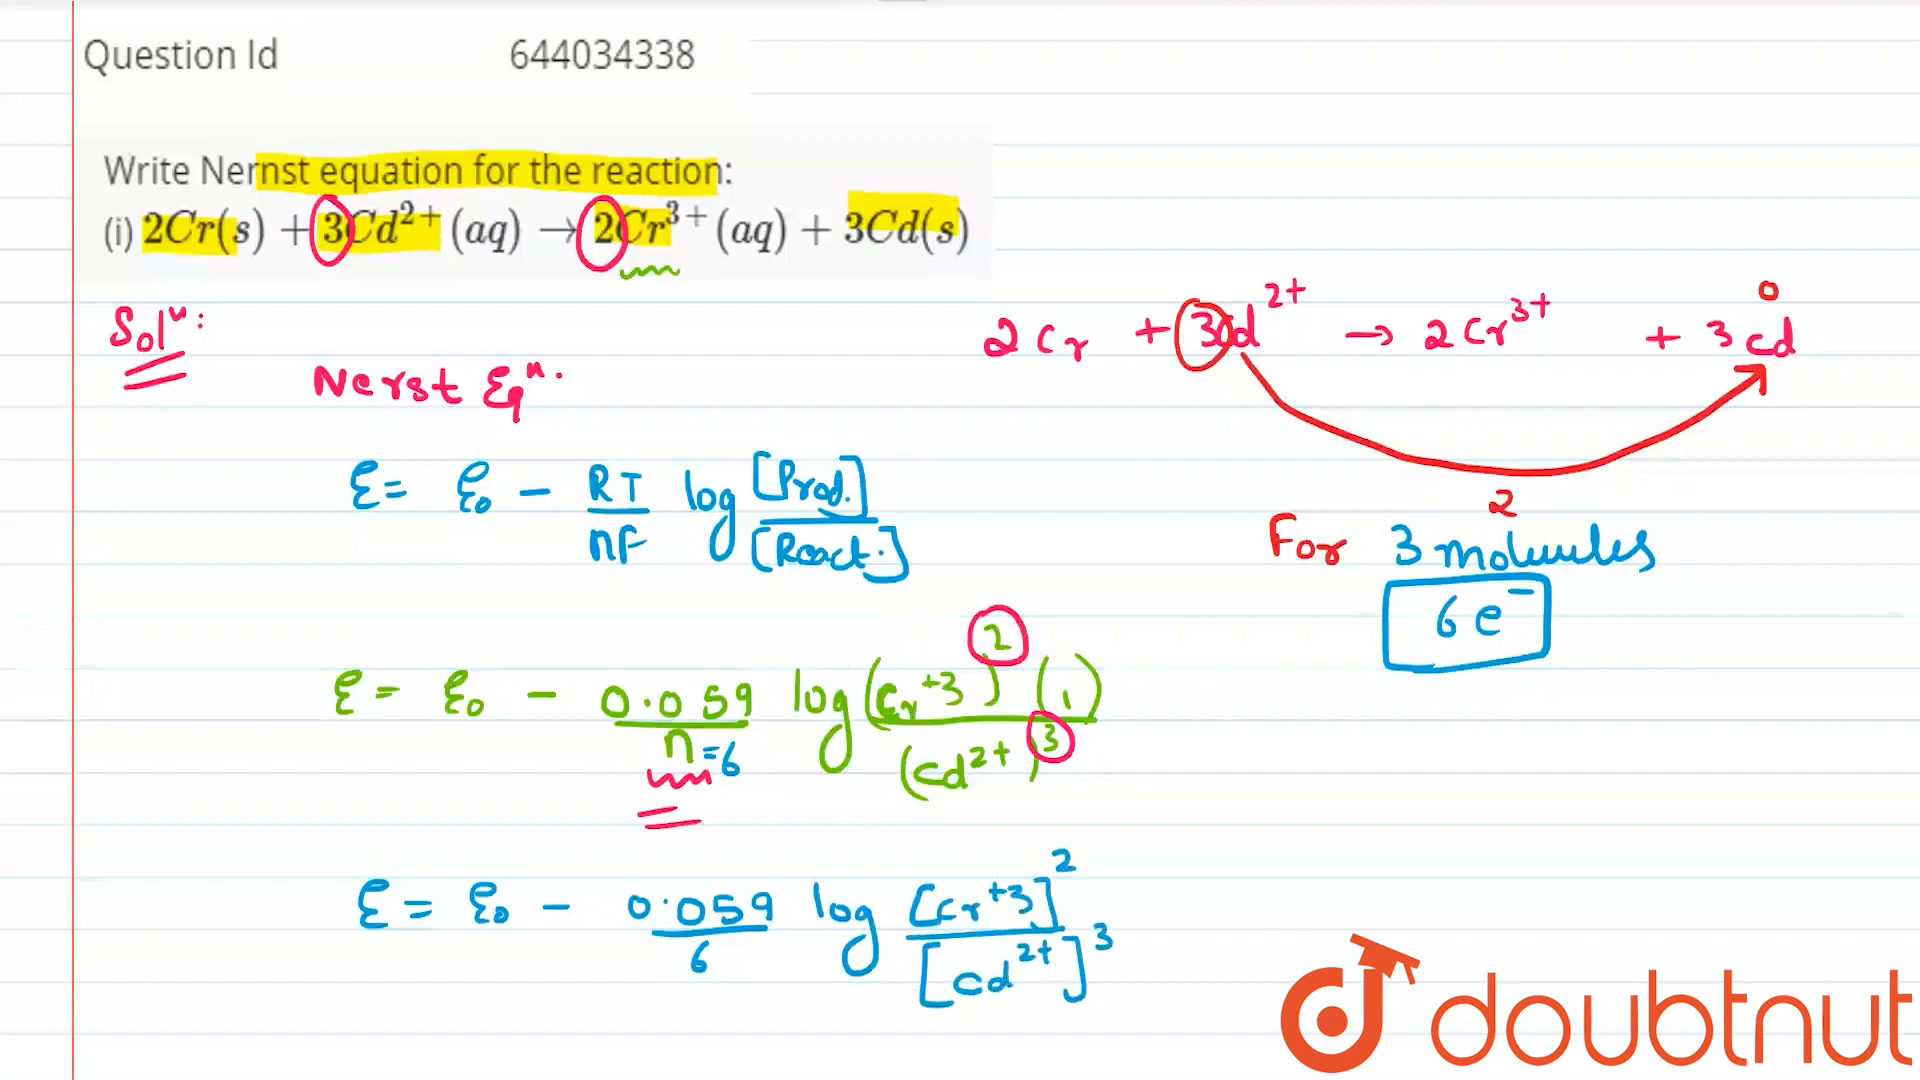 Question Id 644034338
Write Nernst equation for the reaction:
(i) 2Cr(s) + 3Cd²⁺ (aq) → 2Cr³⁺ (aq) + 3Cd(s)
Solⁿ:
Nerst Eqⁿ.
2Cr + 3Cd²⁺ → 2Cr³⁺ + 3Cd⁰
2
For 3 molecules
6e⁻
E = E₀ - RT/nF log [Prod.]/[React.]
E = E₀ - 0.059/n=6 log (Cr⁺³)² (1)/(Cd²⁺)³
E = E₀ - 0.059/6 log [Cr⁺³]²/[Cd²⁺]³
doubtnut